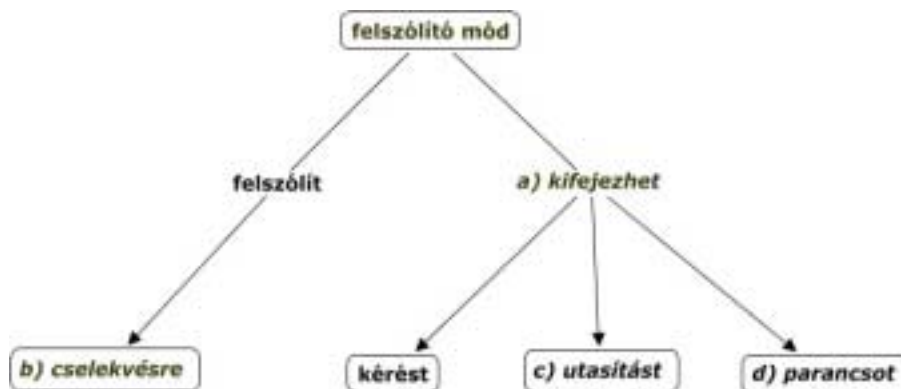 felszólító mód
felszólít
a) kifejezhet
b) cselekvésre
kérést
c) utasítást
d) parancsot